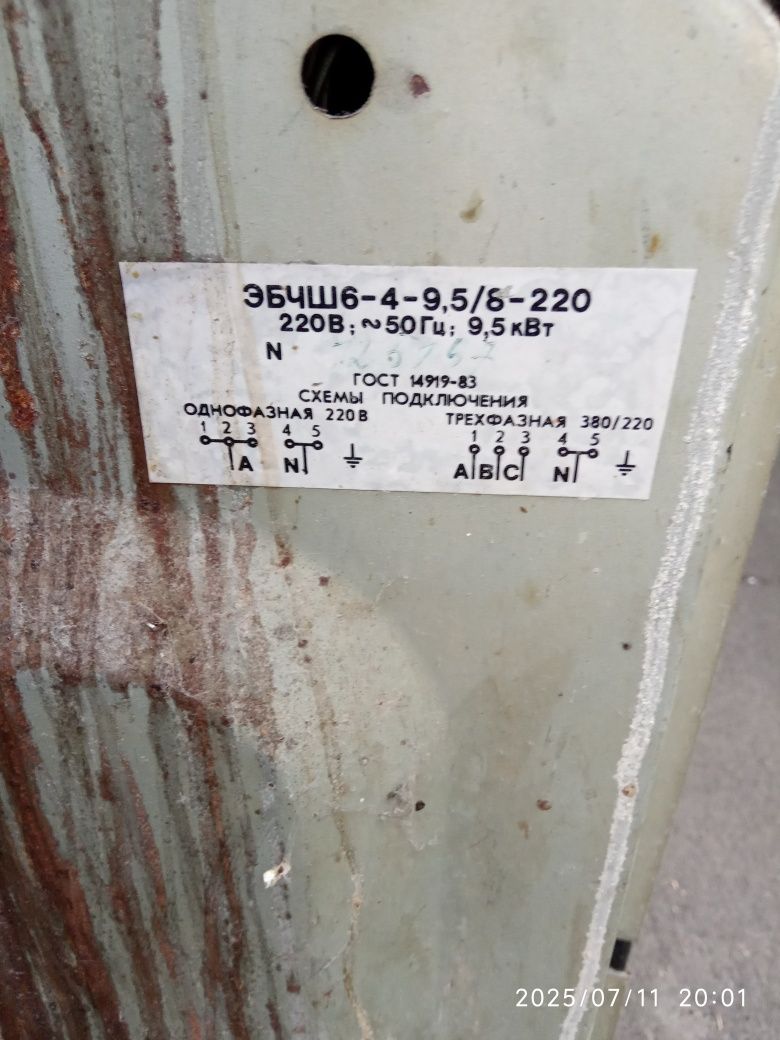 ЭБЧШ6-4-9,5/8-220
220В; ~50Гц; 9,5кВт
N
ГОСТ 14919-83
СХЕМЫ ПОДКЛЮЧЕНИЯ
ОДНОФАЗНАЯ 220В
1 2 3 4 5
A N
ТРЕХФАЗНАЯ 380/220
1 2 3 4 5
A B C N
2025/07/11 20:01